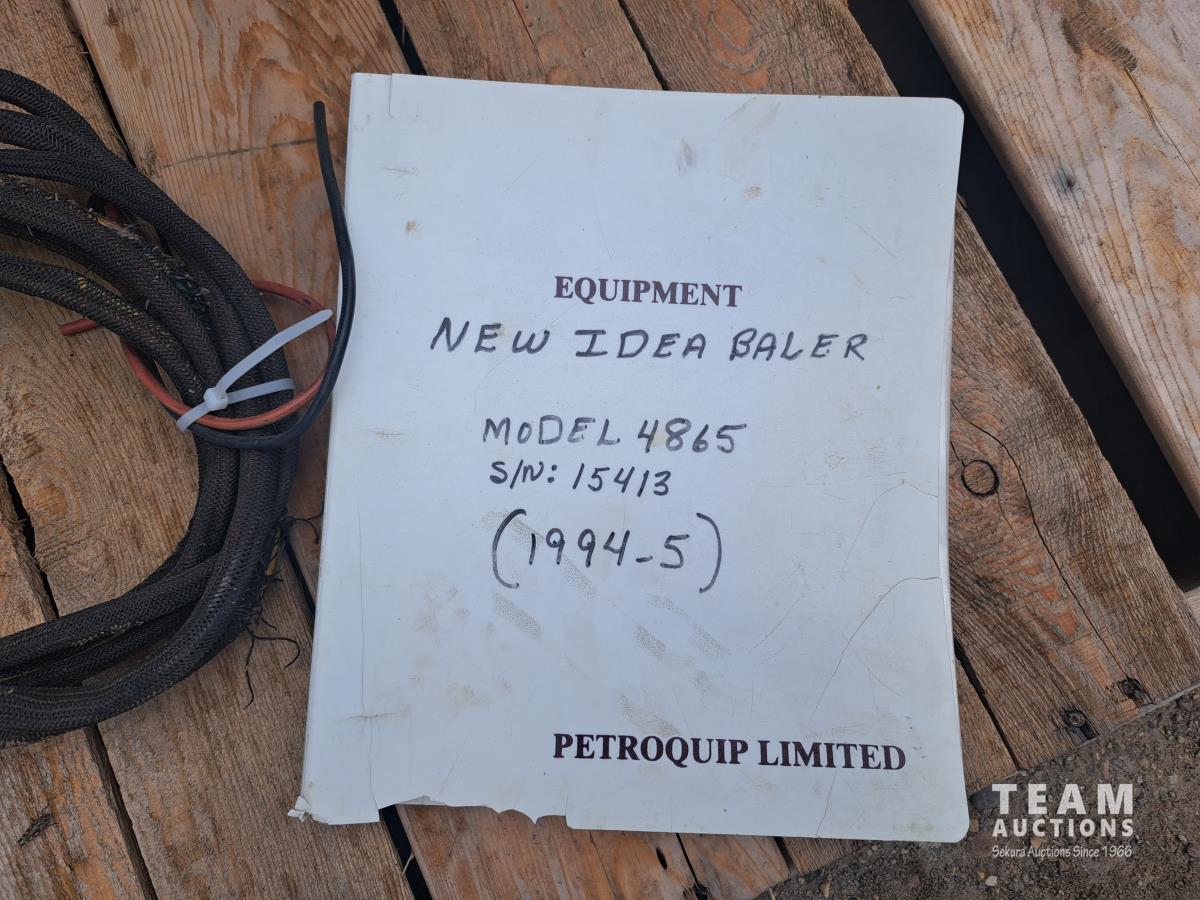 EQUIPMENT
NEW IDEA BALER
MODEL 4865
S/N: 15413
(1994-5)
PETROQUIP LIMITED
TEAM
AUCTIONS
Sekura Auctions Since 1966